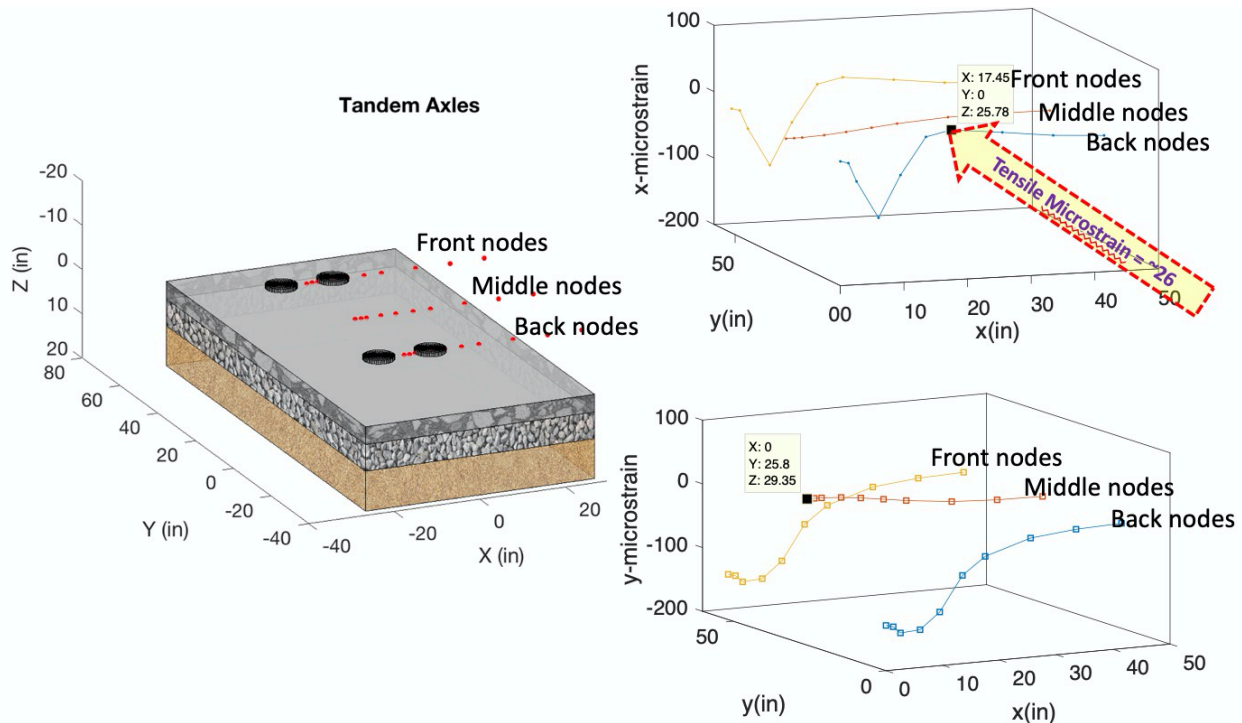 Tandem Axles
-20
-10
0
10
20
Z (in)
80
60
40
20
0
-20
-40
Y (in)
-40
-20
0
20
X (in)
Front nodes
Middle nodes
Back nodes
100
0
-100
-200
x-microstrain
X: 17.45
Y: 0
Z: 25.78
Front nodes
Middle nodes
Back nodes
Tensile Microstrain = ~26
50
y(in)
00
10
20
30
40
50
x(in)
100
0
-100
-200
y-microstrain
X: 0
Y: 25.8
Z: 29.35
Front nodes
Middle nodes
Back nodes
50
0
y(in)
0
10
20
30
40
50
x(in)